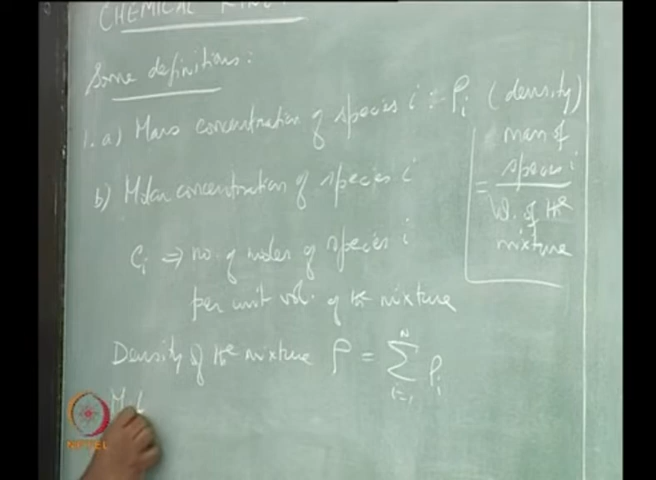 CHEMICAL
Some definitions:
1. a) Mass concentration of species i :- ρi (density)
= mass of species i
Vol. of the mixture
b) Molar concentration of species i
Ci ⇒ no. of moles of species i
per unit vol. of the mixture
Density of the mixture ρ = Σ i=1 N ρi
Mol
NPTEL